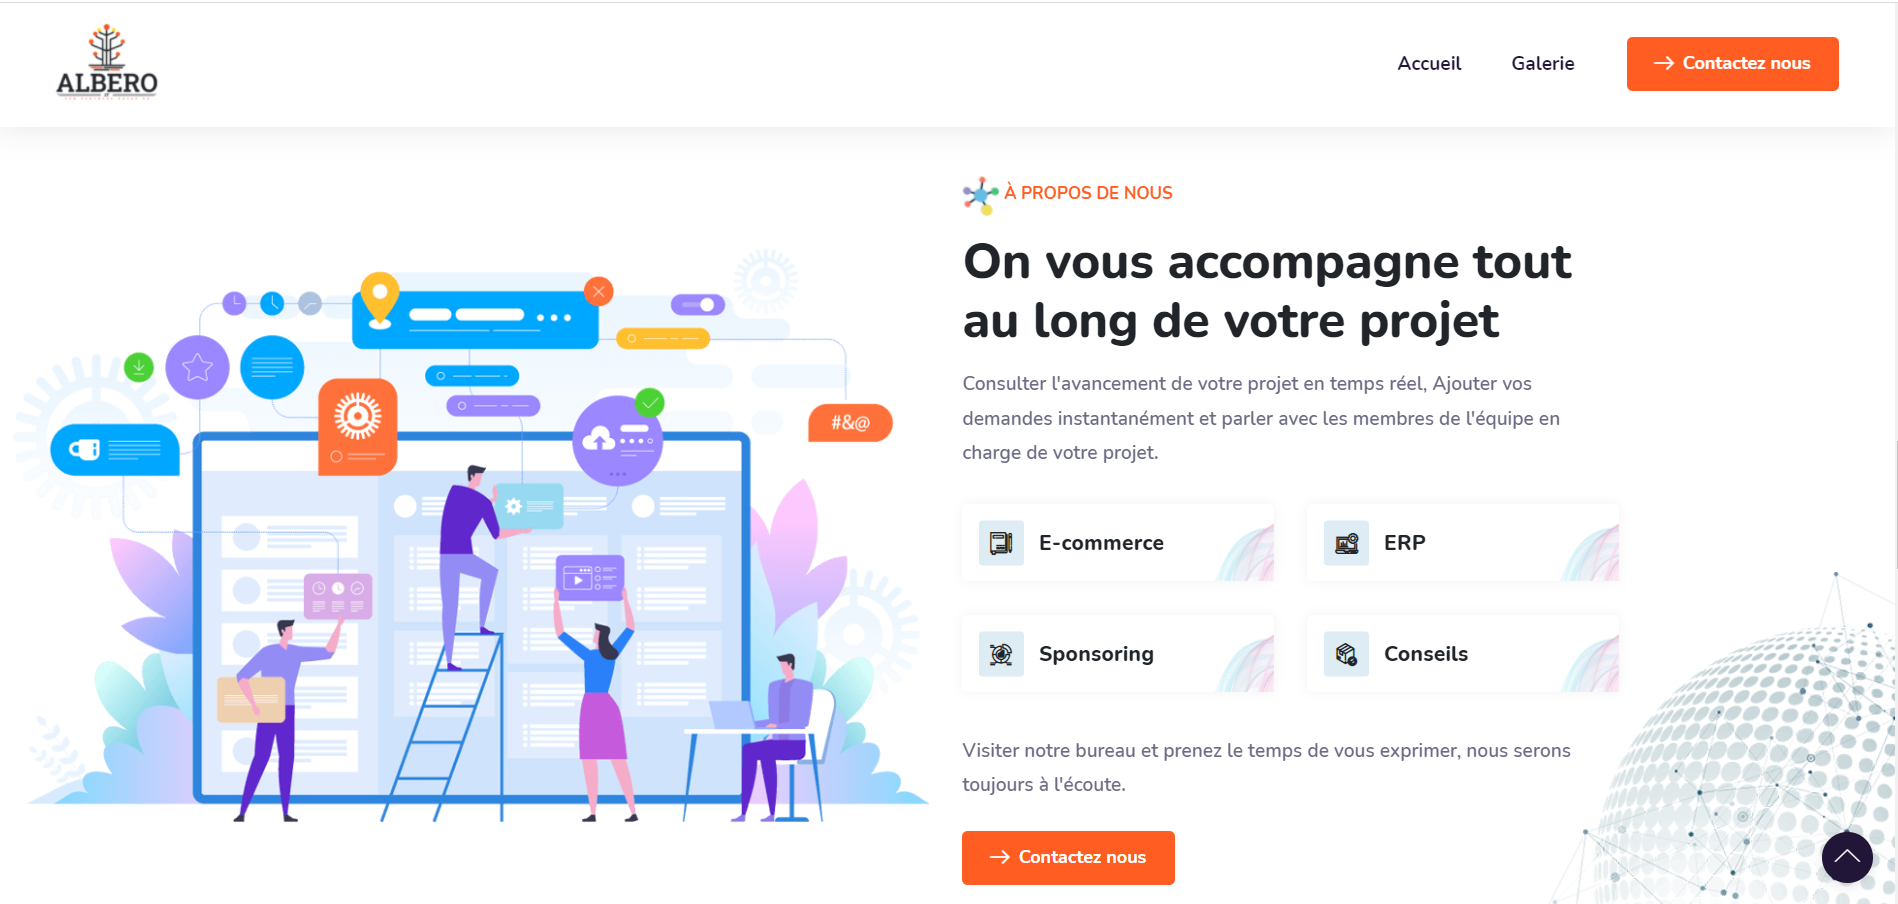 ALBERO
Accueil
Galerie
Contactez nous
À PROPOS DE NOUS
On vous accompagne tout
au long de votre projet
Consulter l'avancement de votre projet en temps réel, Ajouter vos
demandes instantanément et parler avec les membres de l'équipe en
charge de votre projet.
#&@
E-commerce
ERP
Sponsoring
Conseils
Visiter notre bureau et prenez le temps de vous exprimer, nous serons
toujours à l'écoute.
Contactez nous